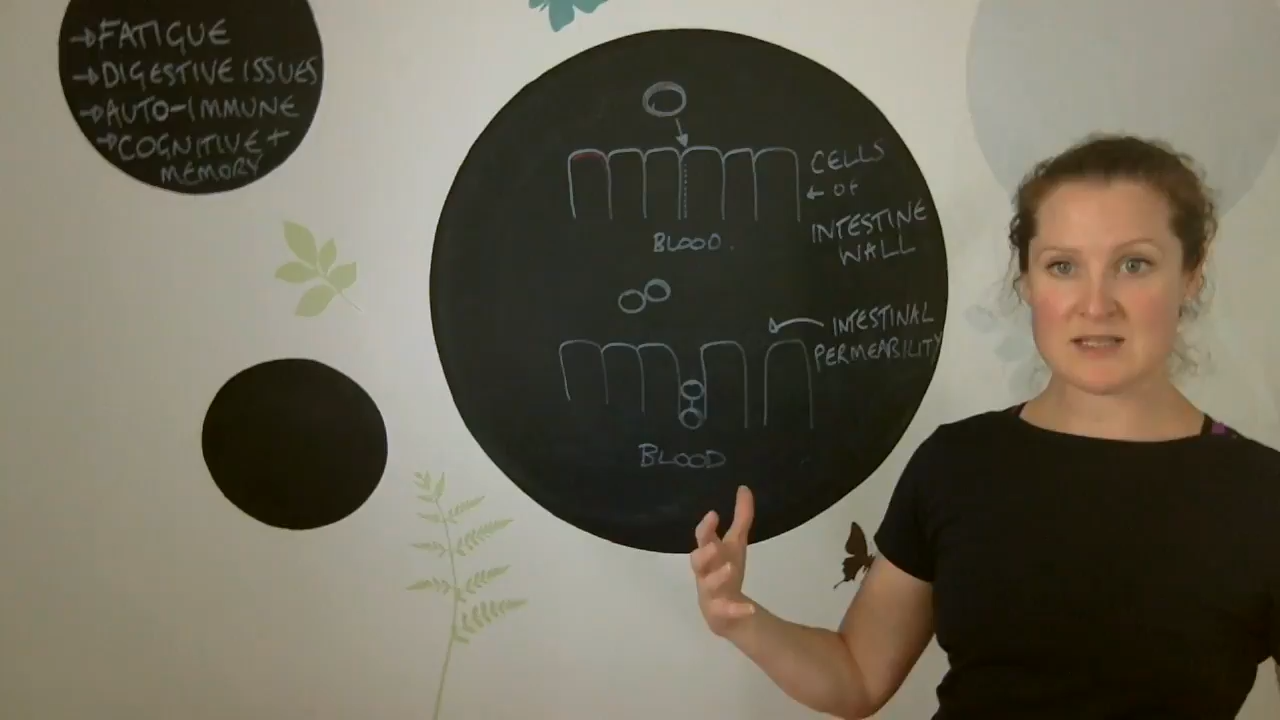 →FATIGUE
→DIGESTIVE ISSUES
→AUTO-IMMUNE
→COGNITIVE +
MEMORY
CELLS
← OF
INTESTINE
WALL
BLOOD.
INTESTINAL
PERMEABILITY
BLOOD